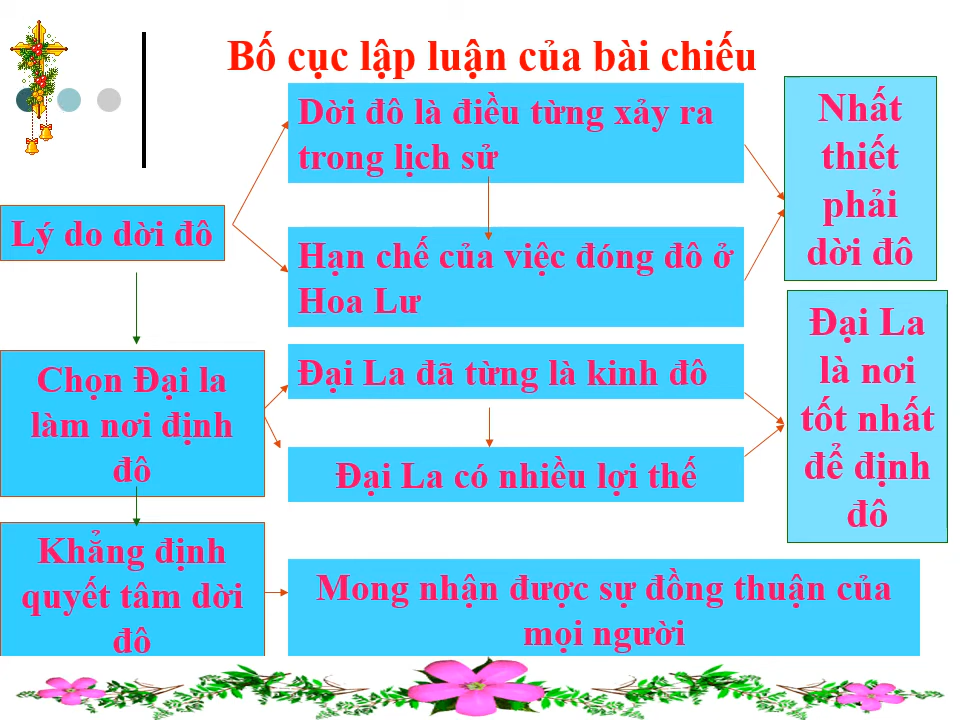 Bố cục lập luận của bài chiếu
Lý do dời đô
Dời đô là điều từng xảy ra
trong lịch sử
Hạn chế của việc đóng đô ở
Hoa Lư
Nhất
thiết
phải
dời đô
Chọn Đại la
làm nơi định
đô
Đại La đã từng là kinh đô
Đại La có nhiều lợi thế
Đại La
là nơi
tốt nhất
để định
đô
Khẳng định
quyết tâm dời
đô
Mong nhận được sự đồng thuận của
mọi người